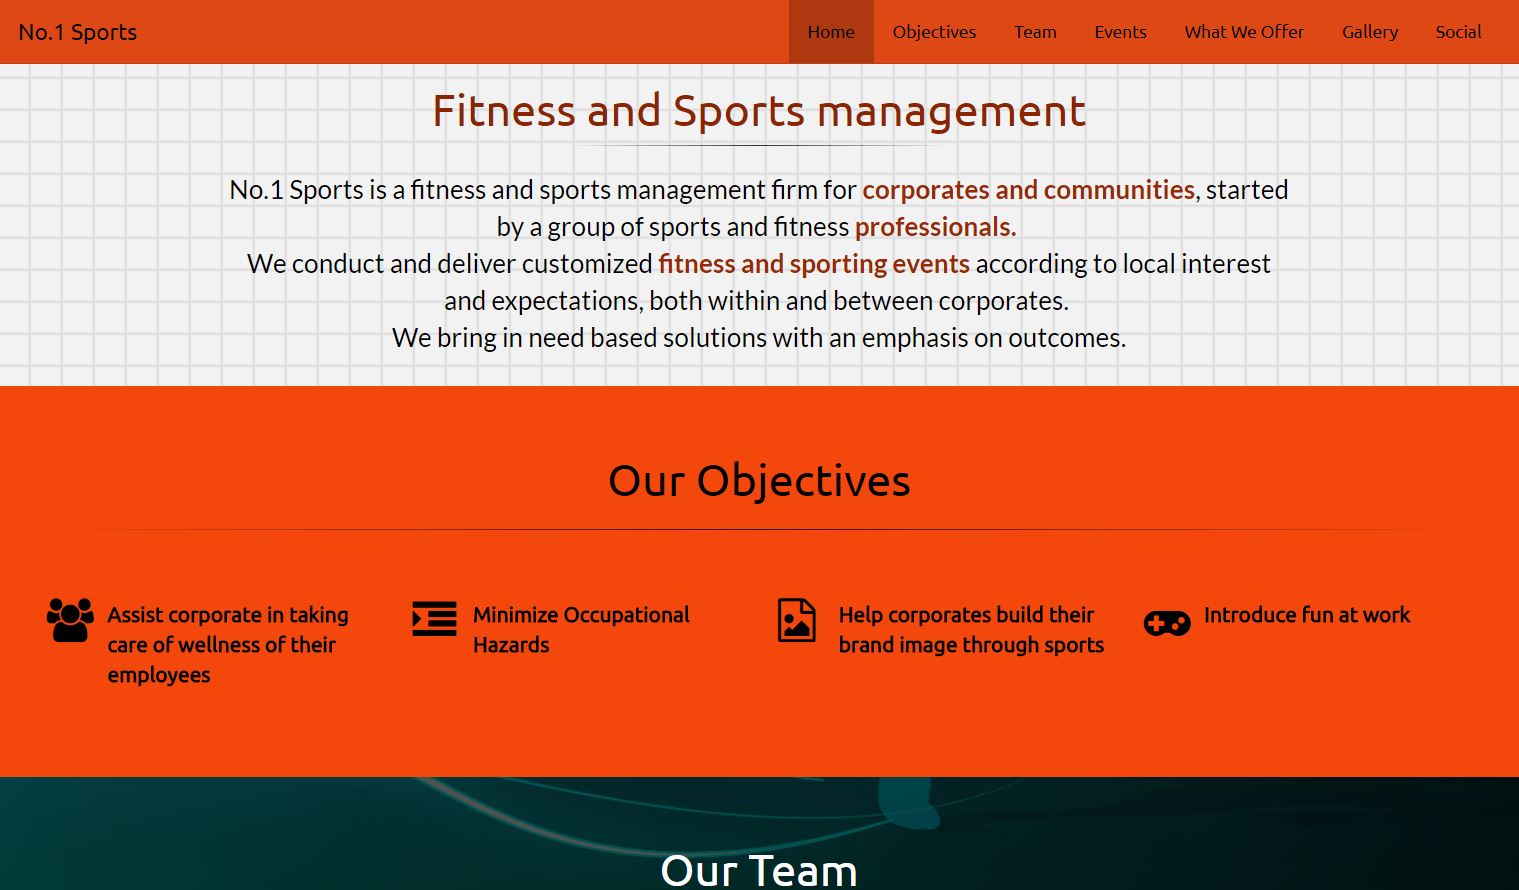 No.1 Sports
Home Objectives Team Events What We Offer Gallery Social
Fitness and Sports management
No.1 Sports is a fitness and sports management firm for corporates and communities, started
by a group of sports and fitness professionals.
We conduct and deliver customized fitness and sporting events according to local interest
and expectations, both within and between corporates.
We bring in need based solutions with an emphasis on outcomes.
Our Objectives
Assist corporate in taking
care of wellness of their
employees
Minimize Occupational
Hazards
Help corporates build their
brand image through sports
Introduce fun at work
Our Team